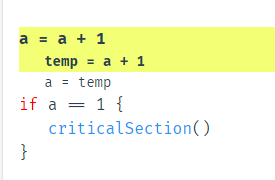 a = a + 1
temp = a + 1
a = temp
if a == 1 {
criticalSection()
}